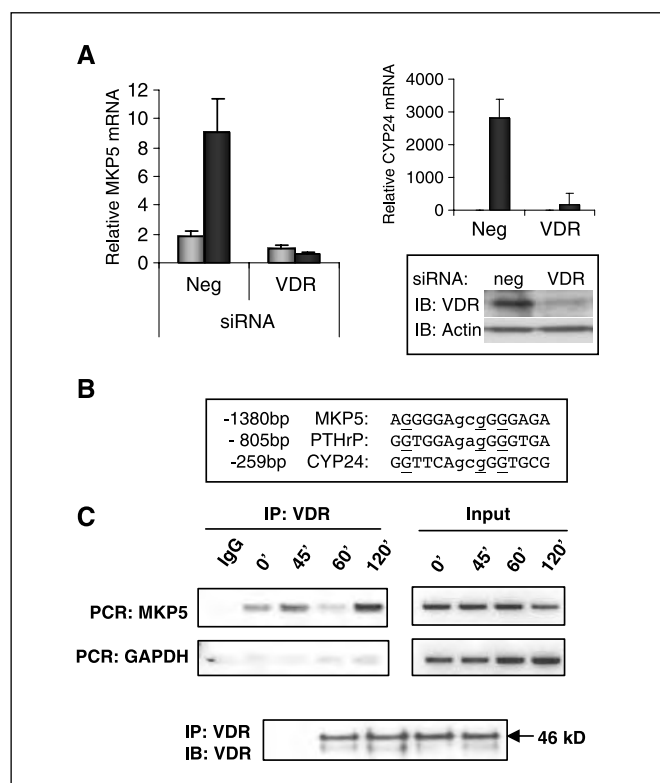 A
Relative MKP5 mRNA
12
10
8
6
4
2
0
Neg VDR
siRNA
Relative CYP24 mRNA
4000
3000
2000
1000
0
Neg VDR
siRNA: neg VDR
IB: VDR
IB: Actin
B
-1380bp MKP5: AGGGGAgcgGGGAGA
- 805bp PTHrP: GGTGGAgagGGGTGA
-259bp CYP24: GGTTCAgcgGGTGCG
C
IP: VDR Input
IgG 0' 45' 60' 120' 0' 45' 60' 120'
PCR: MKP5
PCR: GAPDH
IP: VDR
IB: VDR
46 kD